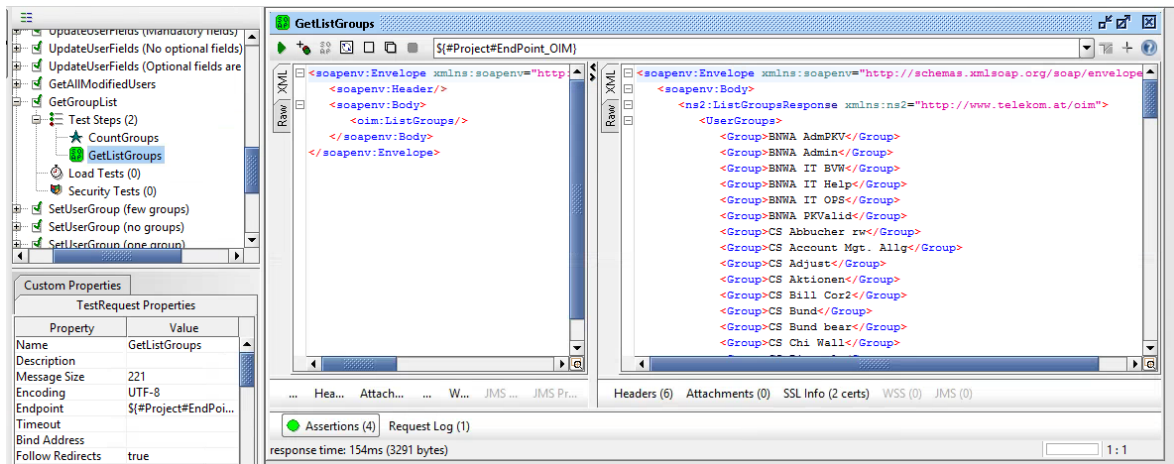 UpdateUserFields (Mandatory fields)
UpdateUserFields (No optional fields)
UpdateUserFields (Optional fields are
GetAllModifiedUsers
GetGroupList
Test Steps (2)
CountGroups
GetListGroups
Load Tests (0)
Security Tests (0)
SetUserGroup (few groups)
SetUserGroup (no groups)
SetUserGroup (one group)
Custom Properties
TestRequest Properties
Property Value
Name GetListGroups
Description
Message Size 221
Encoding UTF-8
Endpoint ${#Project#EndPoi...
Timeout
Bind Address
Follow Redirects true
GetListGroups
${#Project#EndPoint_OIM}
XML
Raw
<soapenv:Envelope xmlns:soapenv="http:
<soapenv:Header/>
<soapenv:Body>
<oim:ListGroups/>
</soapenv:Body>
</soapenv:Envelope>
... Hea... Attach... ... W... JMS ... JMS Pr...
XML
Raw
<soapenv:Envelope xmlns:soapenv="http://schemas.xmlsoap.org/soap/envelope
<soapenv:Body>
<ns2:ListGroupsResponse xmlns:ns2="http://www.telekom.at/oim">
<UserGroups>
<Group>BNWA AdmPKV</Group>
<Group>BNWA Admin</Group>
<Group>BNWA IT BVW</Group>
<Group>BNWA IT Help</Group>
<Group>BNWA IT OPS</Group>
<Group>BNWA PKValid</Group>
<Group>CS Abbucher rw</Group>
<Group>CS Account Mgt. Allg</Group>
<Group>CS Adjust</Group>
<Group>CS Aktionen</Group>
<Group>CS Bill Cor2</Group>
<Group>CS Bund</Group>
<Group>CS Bund bear</Group>
<Group>CS Chi Wall</Group>
Headers (6) Attachments (0) SSL Info (2 certs) WSS (0) JMS (0)
Assertions (4) Request Log (1)
response time: 154ms (3291 bytes)
1 : 1